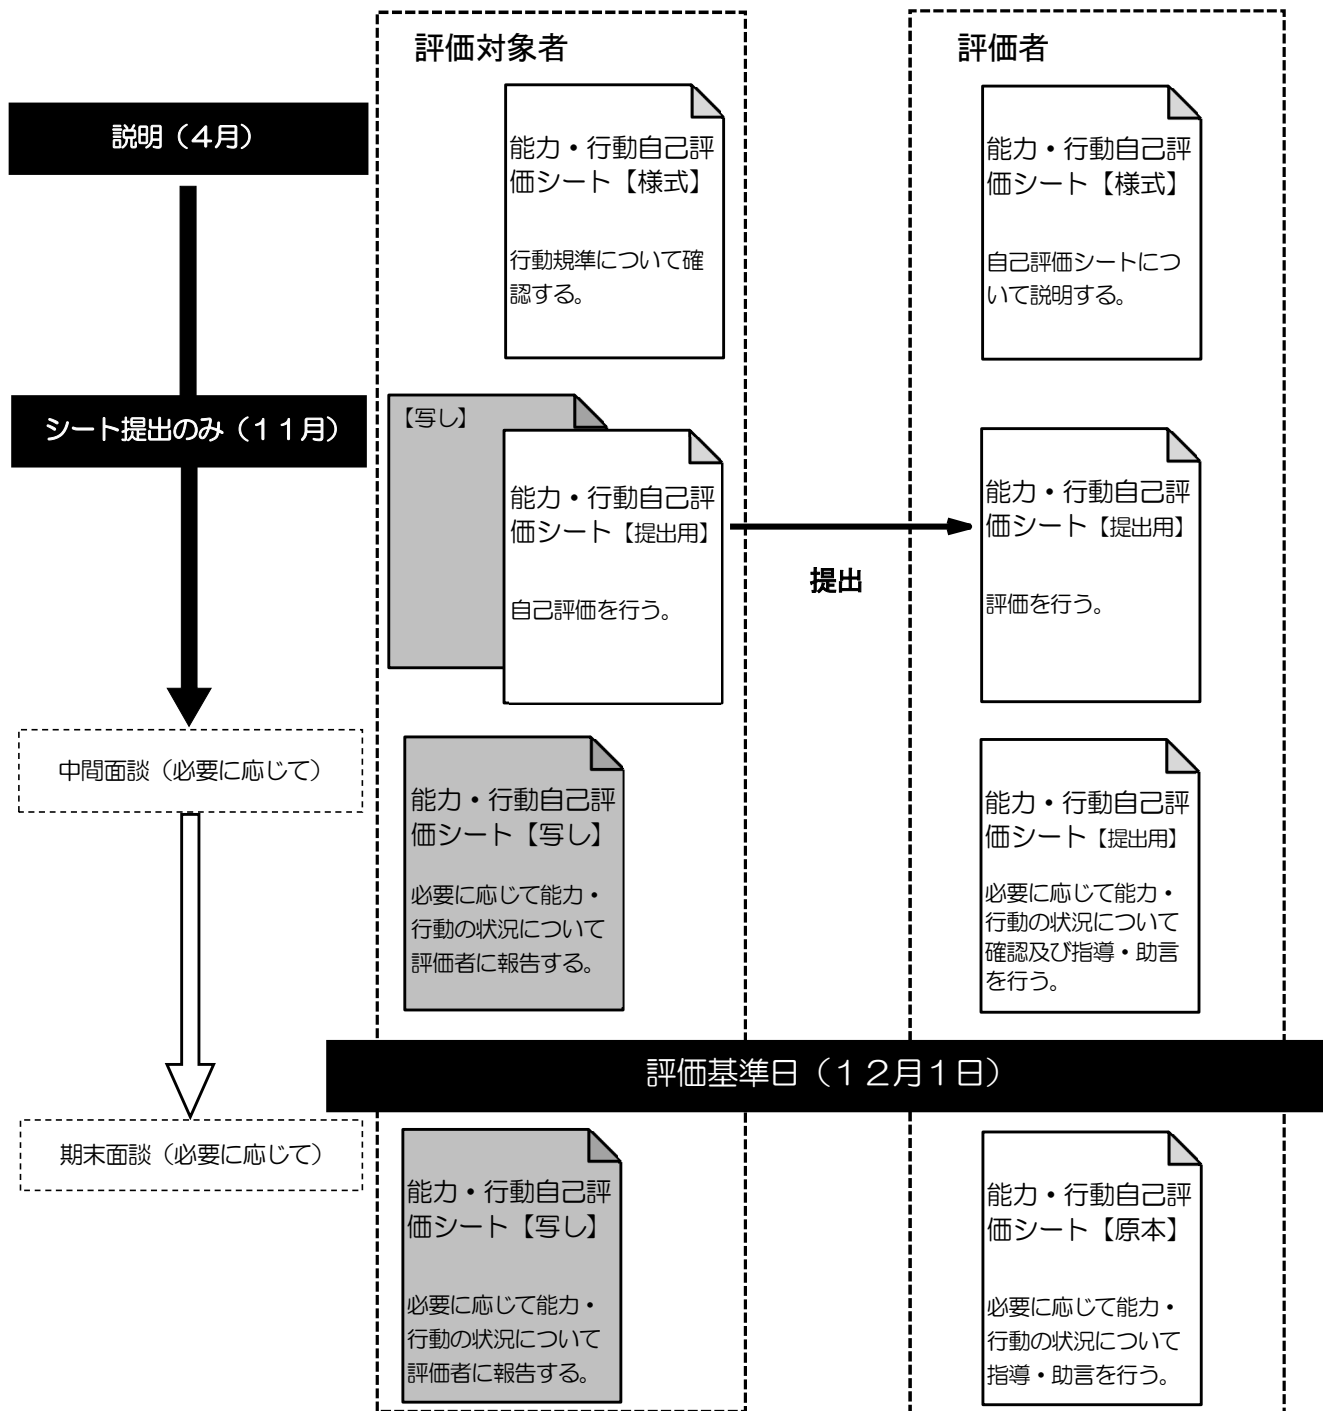 評価対象者
評価者
説明（4月）
能力・行動自己評
価シート【様式】
行動規準について確
認する。
能力・行動自己評
価シート【様式】
自己評価シートにつ
いて説明する。
シート提出のみ（１１月）
【写し】
能力・行動自己評
価シート【提出用】
自己評価を行う。
提出
能力・行動自己評
価シート【提出用】
評価を行う。
中間面談（必要に応じて）
能力・行動自己評
価シート【写し】
必要に応じて能力・
行動の状況について
評価者に報告する。
能力・行動自己評
価シート【提出用】
必要に応じて能力・
行動の状況について
確認及び指導・助言
を行う。
評価基準日（１２月１日）
期末面談（必要に応じて）
能力・行動自己評
価シート【写し】
必要に応じて能力・
行動の状況について
評価者に報告する。
能力・行動自己評
価シート【原本】
必要に応じて能力・
行動の状況について
指導・助言を行う。